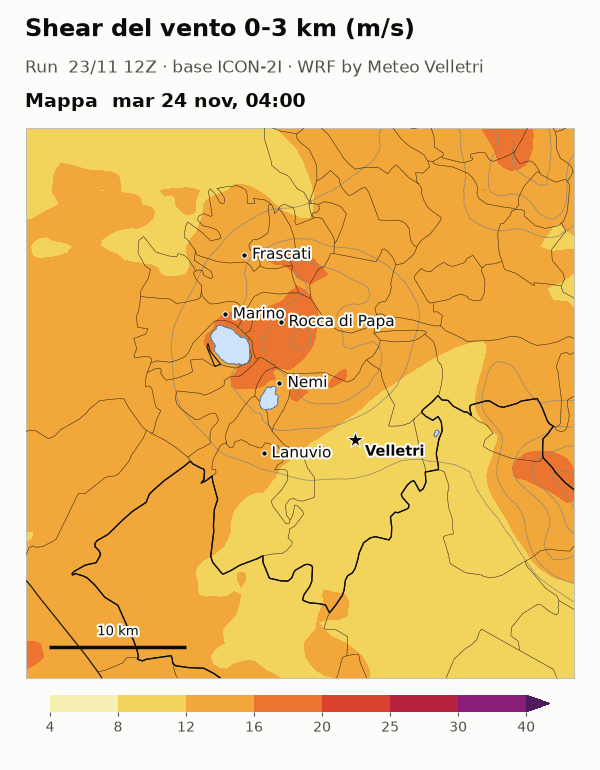 Shear del vento 0-3 km (m/s)
Run  23/11 12Z · base ICON-2I · WRF by Meteo Velletri
Mappa  mar 24 nov, 04:00
Frascati
Marino
Rocca di Papa
Nemi
Velletri
Lanuvio
10 km
4 8 12 16 20 25 30 40